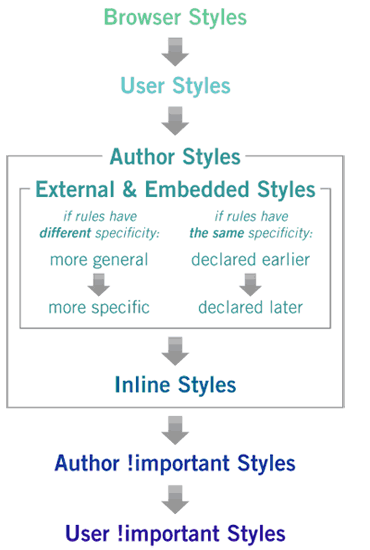 Browser Styles
User Styles
Author Styles
External & Embedded Styles
if rules have
different specificity:
more general
more specific
if rules have
the same specificity:
declared earlier
declared later
Inline Styles
Author !important Styles
User !important Styles